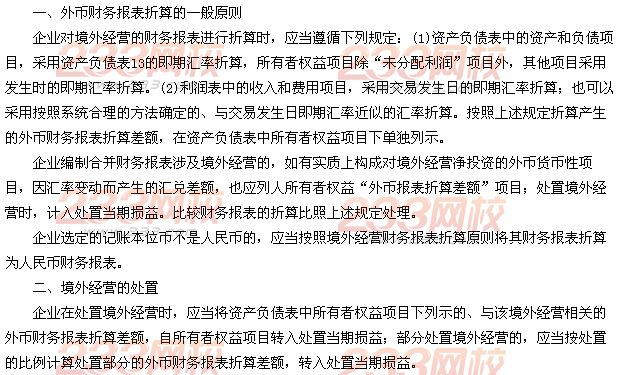 一、外币财务报表折算的一般原则
企业对境外经营的财务报表进行折算时，应当遵循下列规定：(1)资产负债表中的资产和负债项
目，采用资产负债表13的即期汇率折算，所有者权益项目除“未分配利润”项目外，其他项目采用
发生时的即期汇率折算。(2)利润表中的收入和费用项目，采用交易发生日的即期汇率折算；也可以
采用按照系统合理的方法确定的、与交易发生日即期汇率近似的汇率折算。按照上述规定折算产生
的外币财务报表折算差额，在资产负债表中所有者权益项目下单独列示。
企业编制合并财务报表涉及境外经营的，如有实质上构成对境外经营净投资的外币货币性项
目，因汇率变动而产生的汇兑差额，也应列人所有者权益“外币报表折算差额”项目；处置境外经
营时，计入处置当期损益。比较财务报表的折算比照上述规定处理。
企业选定的记账本位币不是人民币的，应当按照境外经营财务报表折算原则将其财务报表折算
为人民币财务报表。
二、境外经营的处置
企业在处置境外经营时，应当将资产负债表中所有者权益项目下列示的、与该境外经营相关的
外币财务报表折算差额，自所有者权益项目转入处置当期损益；部分处置境外经营的，应当按处置
的比例计算处置部分的外币财务报表折算差额，转入处置当期损益。